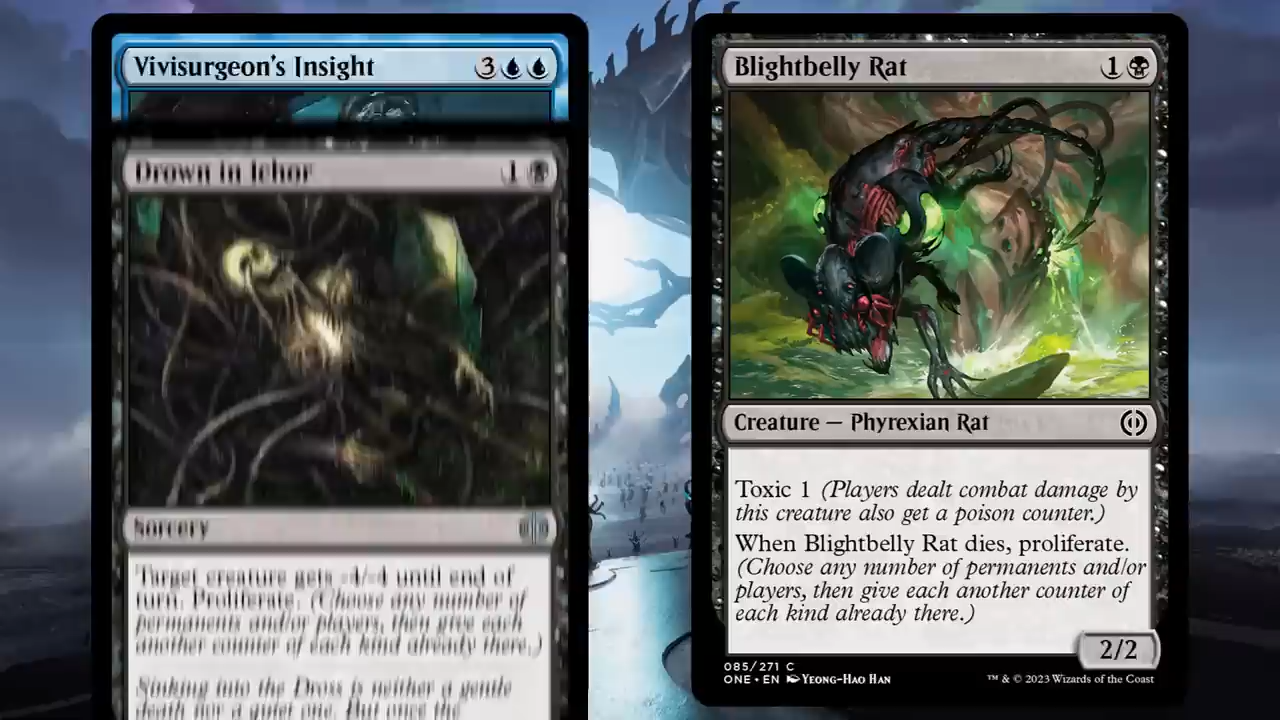 Vivisurgeon's Insight 3
Drown in Ichor 1
Sorcery
Target creature gets -4/-4 until end of
turn. Proliferate. (Choose any number of
permanents and/or players, then give each
another counter of each kind already there.)
Sinking into the Dross is neither a gentle
death nor a quiet one. But once the
Blightbelly Rat 1
Creature — Phyrexian Rat
Toxic 1 (Players dealt combat damage by
this creature also get a poison counter.)
When Blightbelly Rat dies, proliferate.
(Choose any number of permanents and/or
players, then give each another counter of
each kind already there.)
2/2
085/271 C
ONE • EN Yeong-Hao Han
™ & © 2023 Wizards of the Coast